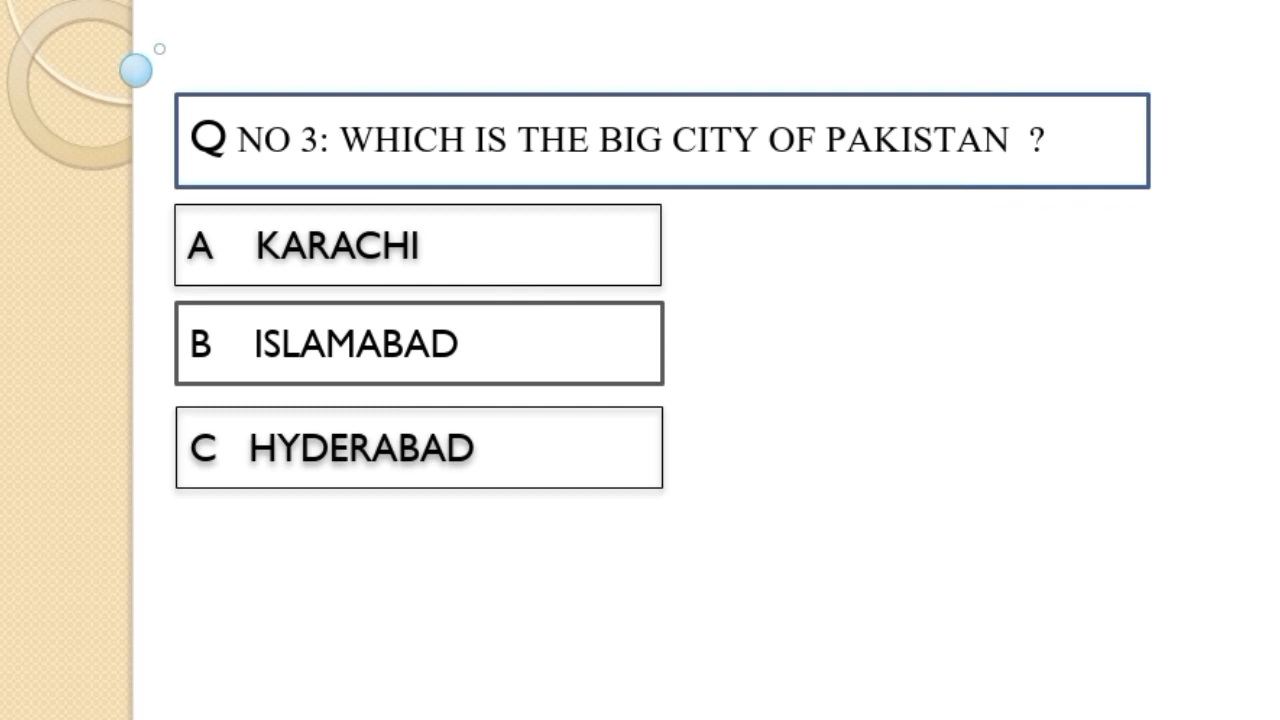 Q NO 3: WHICH IS THE BIG CITY OF PAKISTAN ?
A KARACHI
B ISLAMABAD
C HYDERABAD